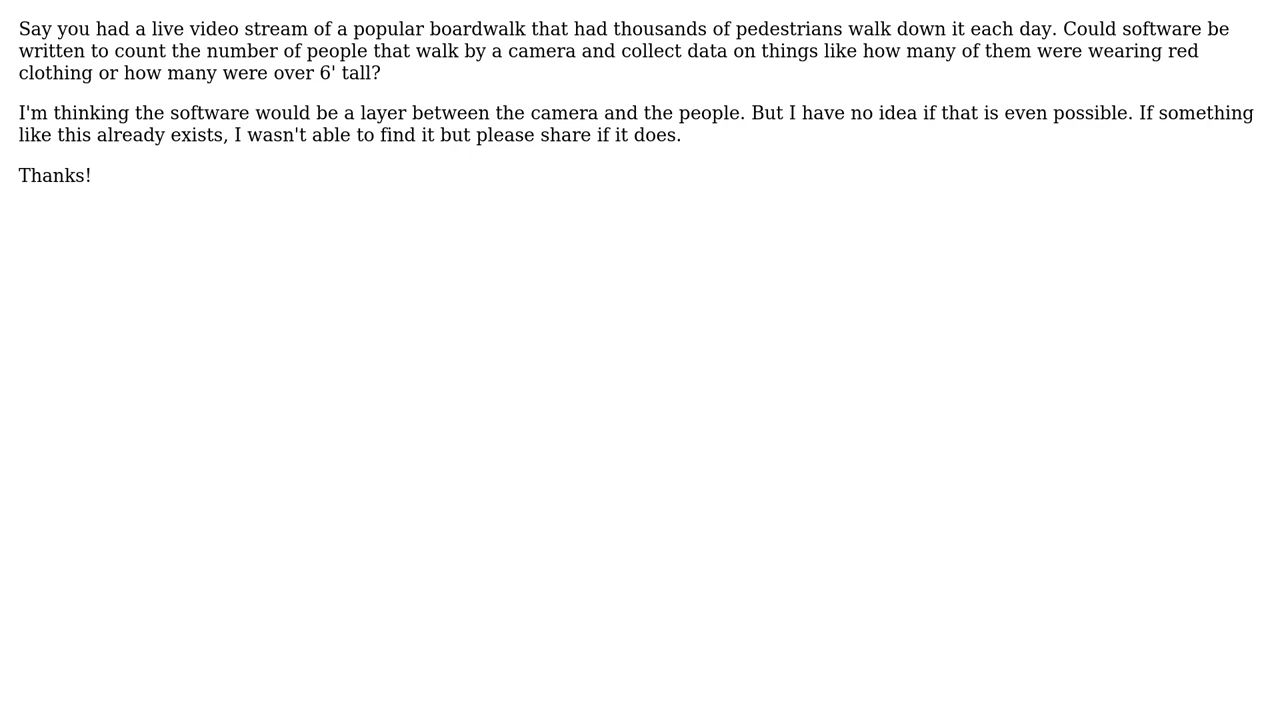 Say you had a live video stream of a popular boardwalk that had thousands of pedestrians walk down it each day. Could software be
written to count the number of people that walk by a camera and collect data on things like how many of them were wearing red
clothing or how many were over 6' tall?
I'm thinking the software would be a layer between the camera and the people. But I have no idea if that is even possible. If something
like this already exists, I wasn't able to find it but please share if it does.
Thanks!